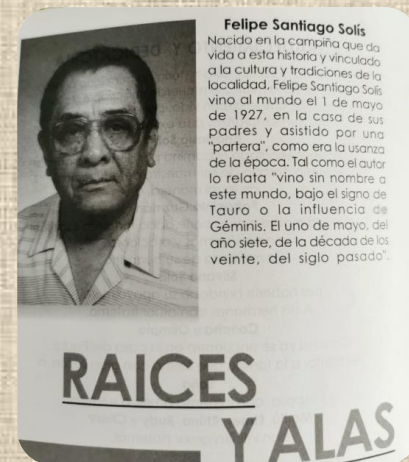 Felipe Santiago Solís
Nacido en la campiña que da
vida a esta historia y vinculado
a la cultura y tradiciones de la
localidad, Felipe Santiago Solís
vino al mundo el 1 de mayo
de 1927, en la casa de sus
padres y asistido por una
"partera", como era la usanza
de la época. Tal como el autor
lo relata "vino sin nombre a
este mundo, bajo el signo de
Tauro o la influencia de
Géminis. El uno de mayo, del
año siete, de la década de los
veinte, del siglo pasado".
RAICES
Y ALAS